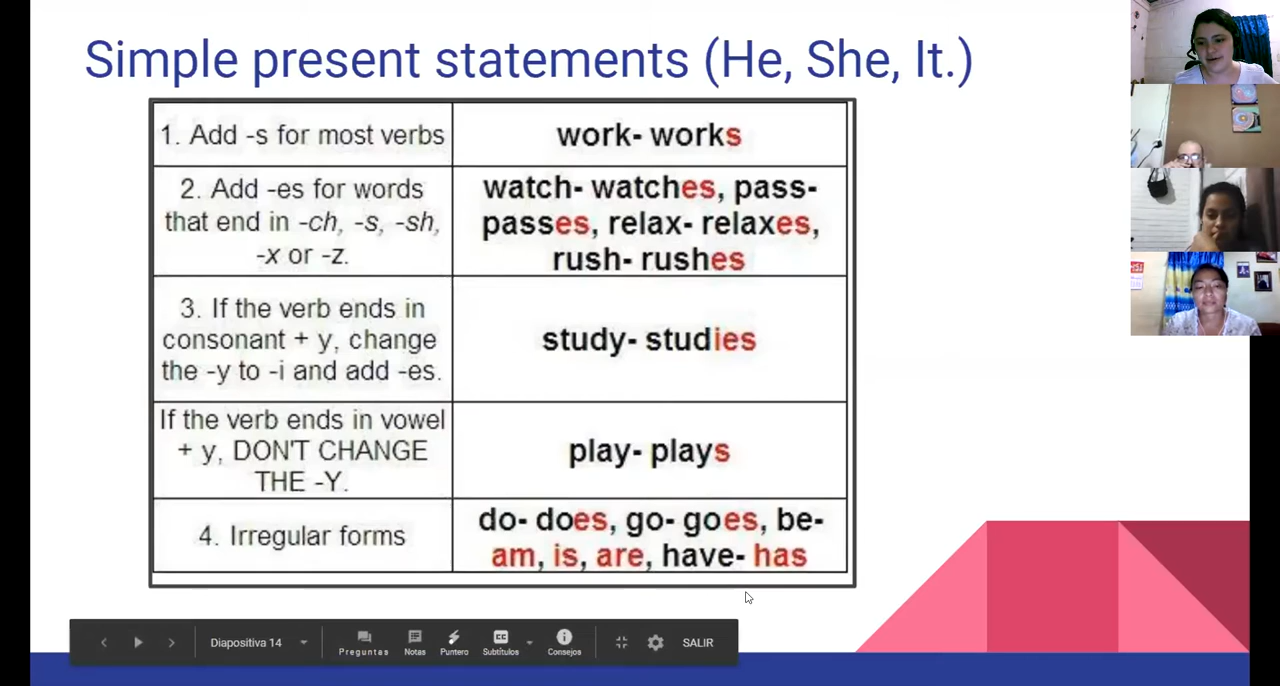 Simple present statements (He, She, It.)
1. Add -s for most verbs
work- works
2. Add -es for words
that end in -ch, -s, -sh,
-x or -z.
watch- watches, pass-
passes, relax- relaxes,
rush- rushes
3. If the verb ends in
consonant + y, change
the -y to -i and add -es.
study- studies
If the verb ends in vowel
+ y, DON'T CHANGE
THE -Y.
play- plays
4. Irregular forms
do- does, go- goes, be-
am, is, are, have- has
Diapositiva 14
Preguntas
Notas
Puntero
CC
Subtítulos
Consejos
SALIR